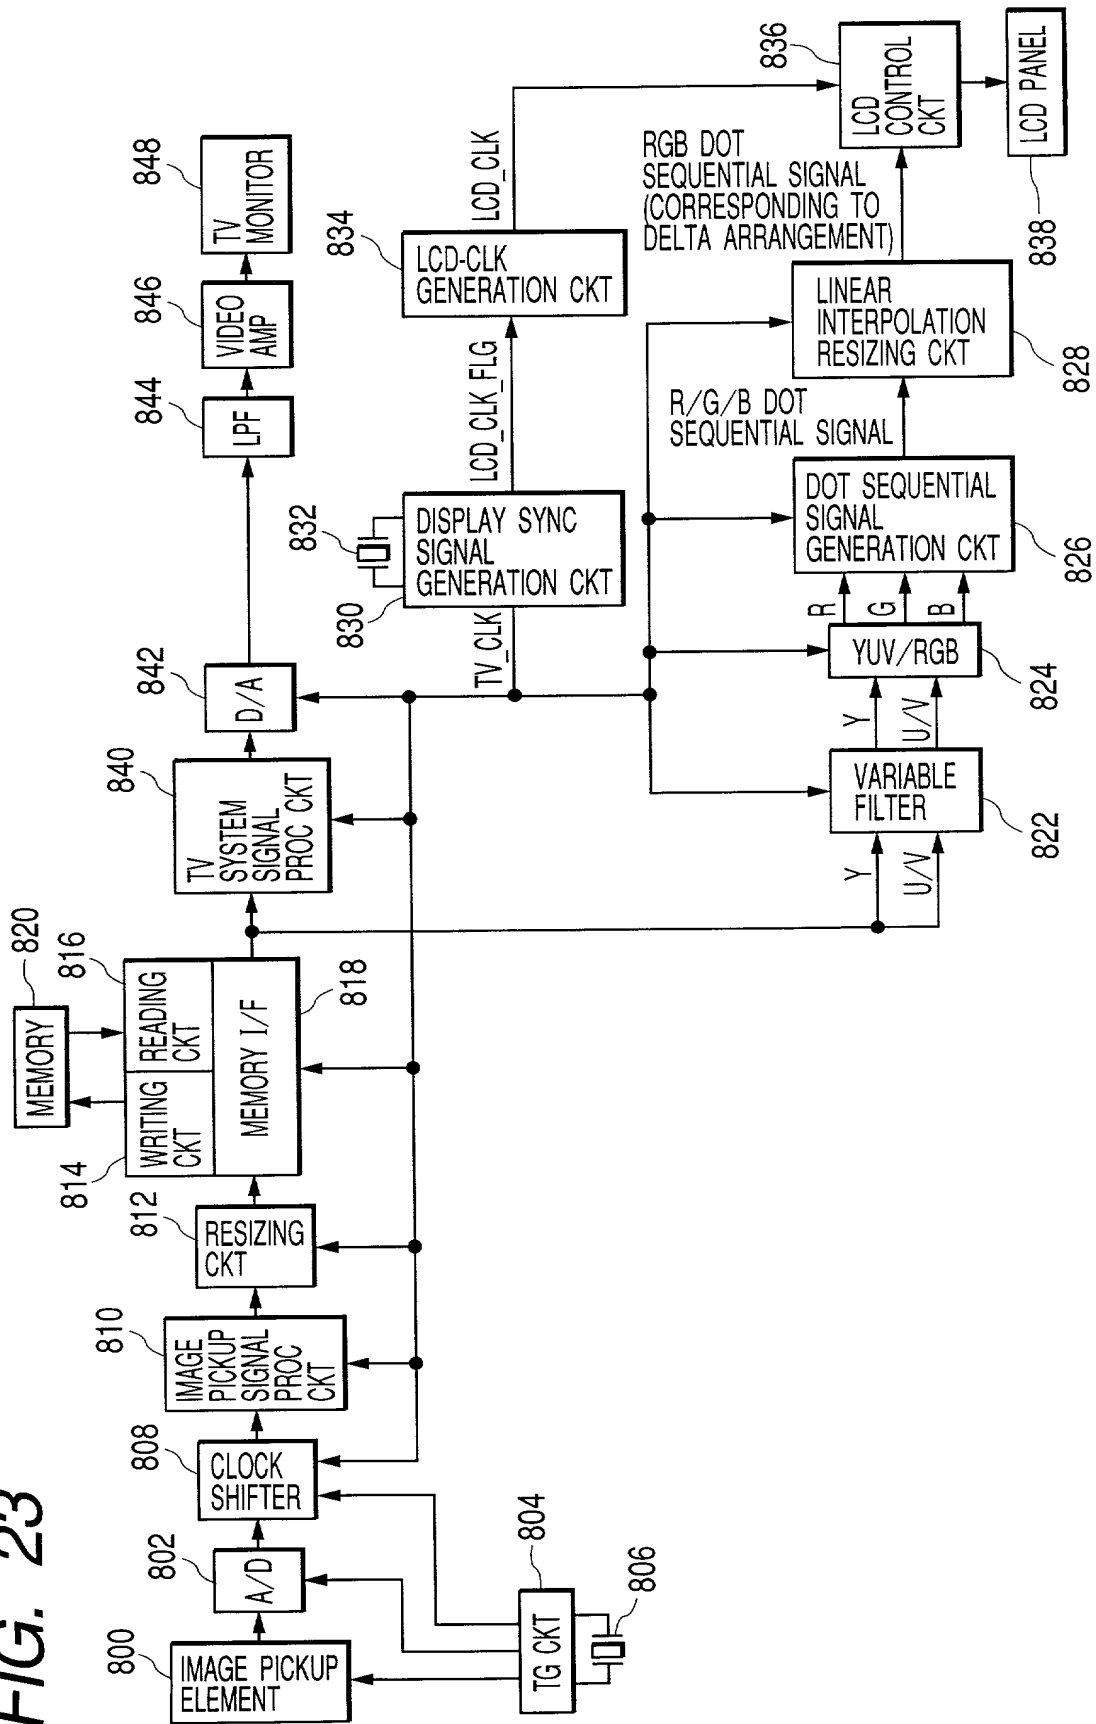 FIG. 23
800
IMAGE PICKUP
ELEMENT
802
A/D
804
TG CKT
806
808
CLOCK
SHIFTER
810
IMAGE
PICKUP
SIGNAL
PROC
CKT
812
RESIZING
CKT
814
WRITING
CKT
816
READING
CKT
MEMORY I/F
818
820
MEMORY
840
TV
SYSTEM
SIGNAL
PROC CKT
842
D/A
844
LPF
846
VIDEO
AMP
848
TV
MONITOR
TV_CLK
830
DISPLAY SYNC
SIGNAL
GENERATION CKT
832
LCD_CLK_FLG
834
LCD-CLK
GENERATION CKT
LCD_CLK
Y
U/V
VARIABLE
FILTER
822
Y
U/V
YUV/RGB
824
R
G
B
DOT SEQUENTIAL
SIGNAL
GENERATION CKT
826
R/G/B DOT
SEQUENTIAL SIGNAL
LINEAR
INTERPOLATION
RESIZING CKT
828
RGB DOT
SEQUENTIAL SIGNAL
(CORRESPONDING TO
DELTA ARRANGEMENT)
836
LCD
CONTROL
CKT
LCD PANEL
838